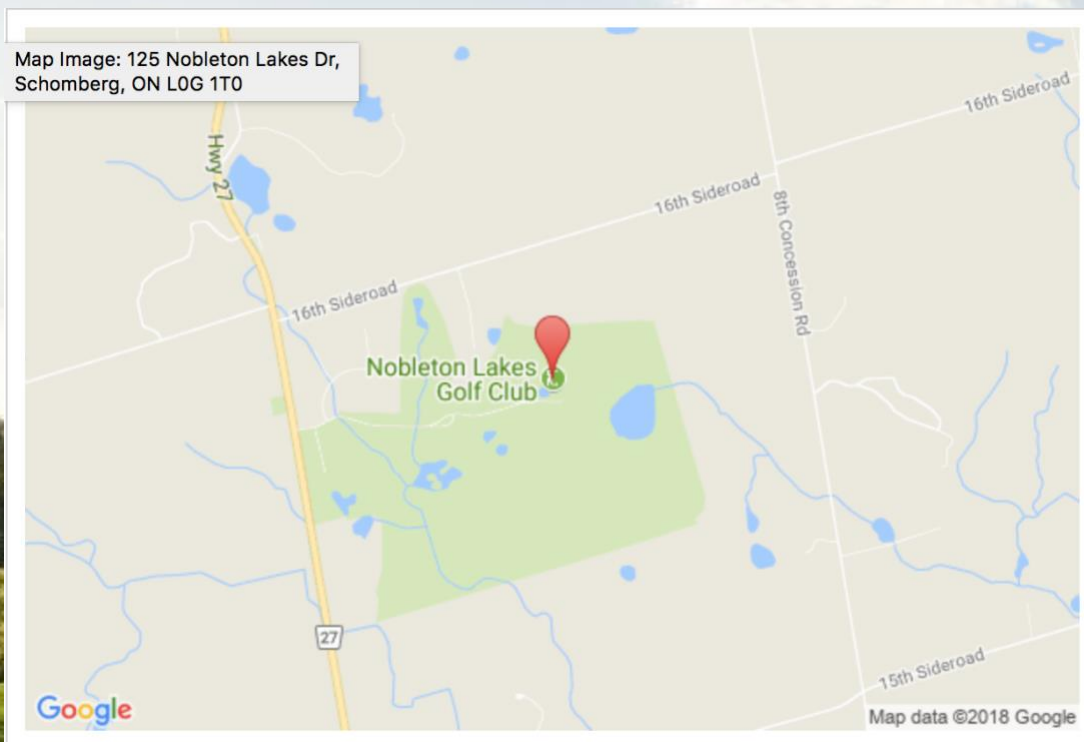 Map Image: 125 Nobleton Lakes Dr,
Schomberg, ON L0G 1T0
16th Sideroad
Hwy 27
16th Sideroad
8th Concession Rd
16th Sideroad
Nobleton Lakes
Golf Club
27
15th Sideroad
Google
Map data ©2018 Google